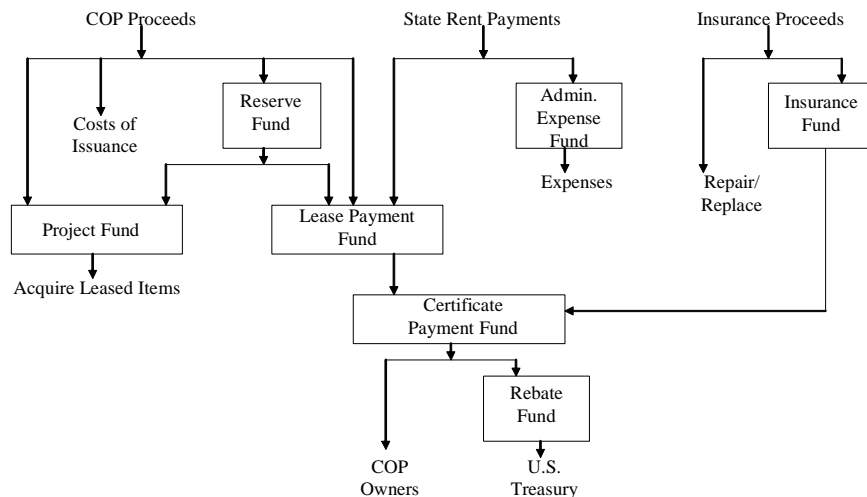 COP Proceeds
State Rent Payments
Insurance Proceeds
Reserve
Fund
Costs of
Issuance
Admin.
Expense
Fund
Insurance
Fund
Expenses
Repair/
Replace
Project Fund
Lease Payment
Fund
Acquire Leased Items
Certificate
Payment Fund
Rebate
Fund
COP
Owners
U.S.
Treasury